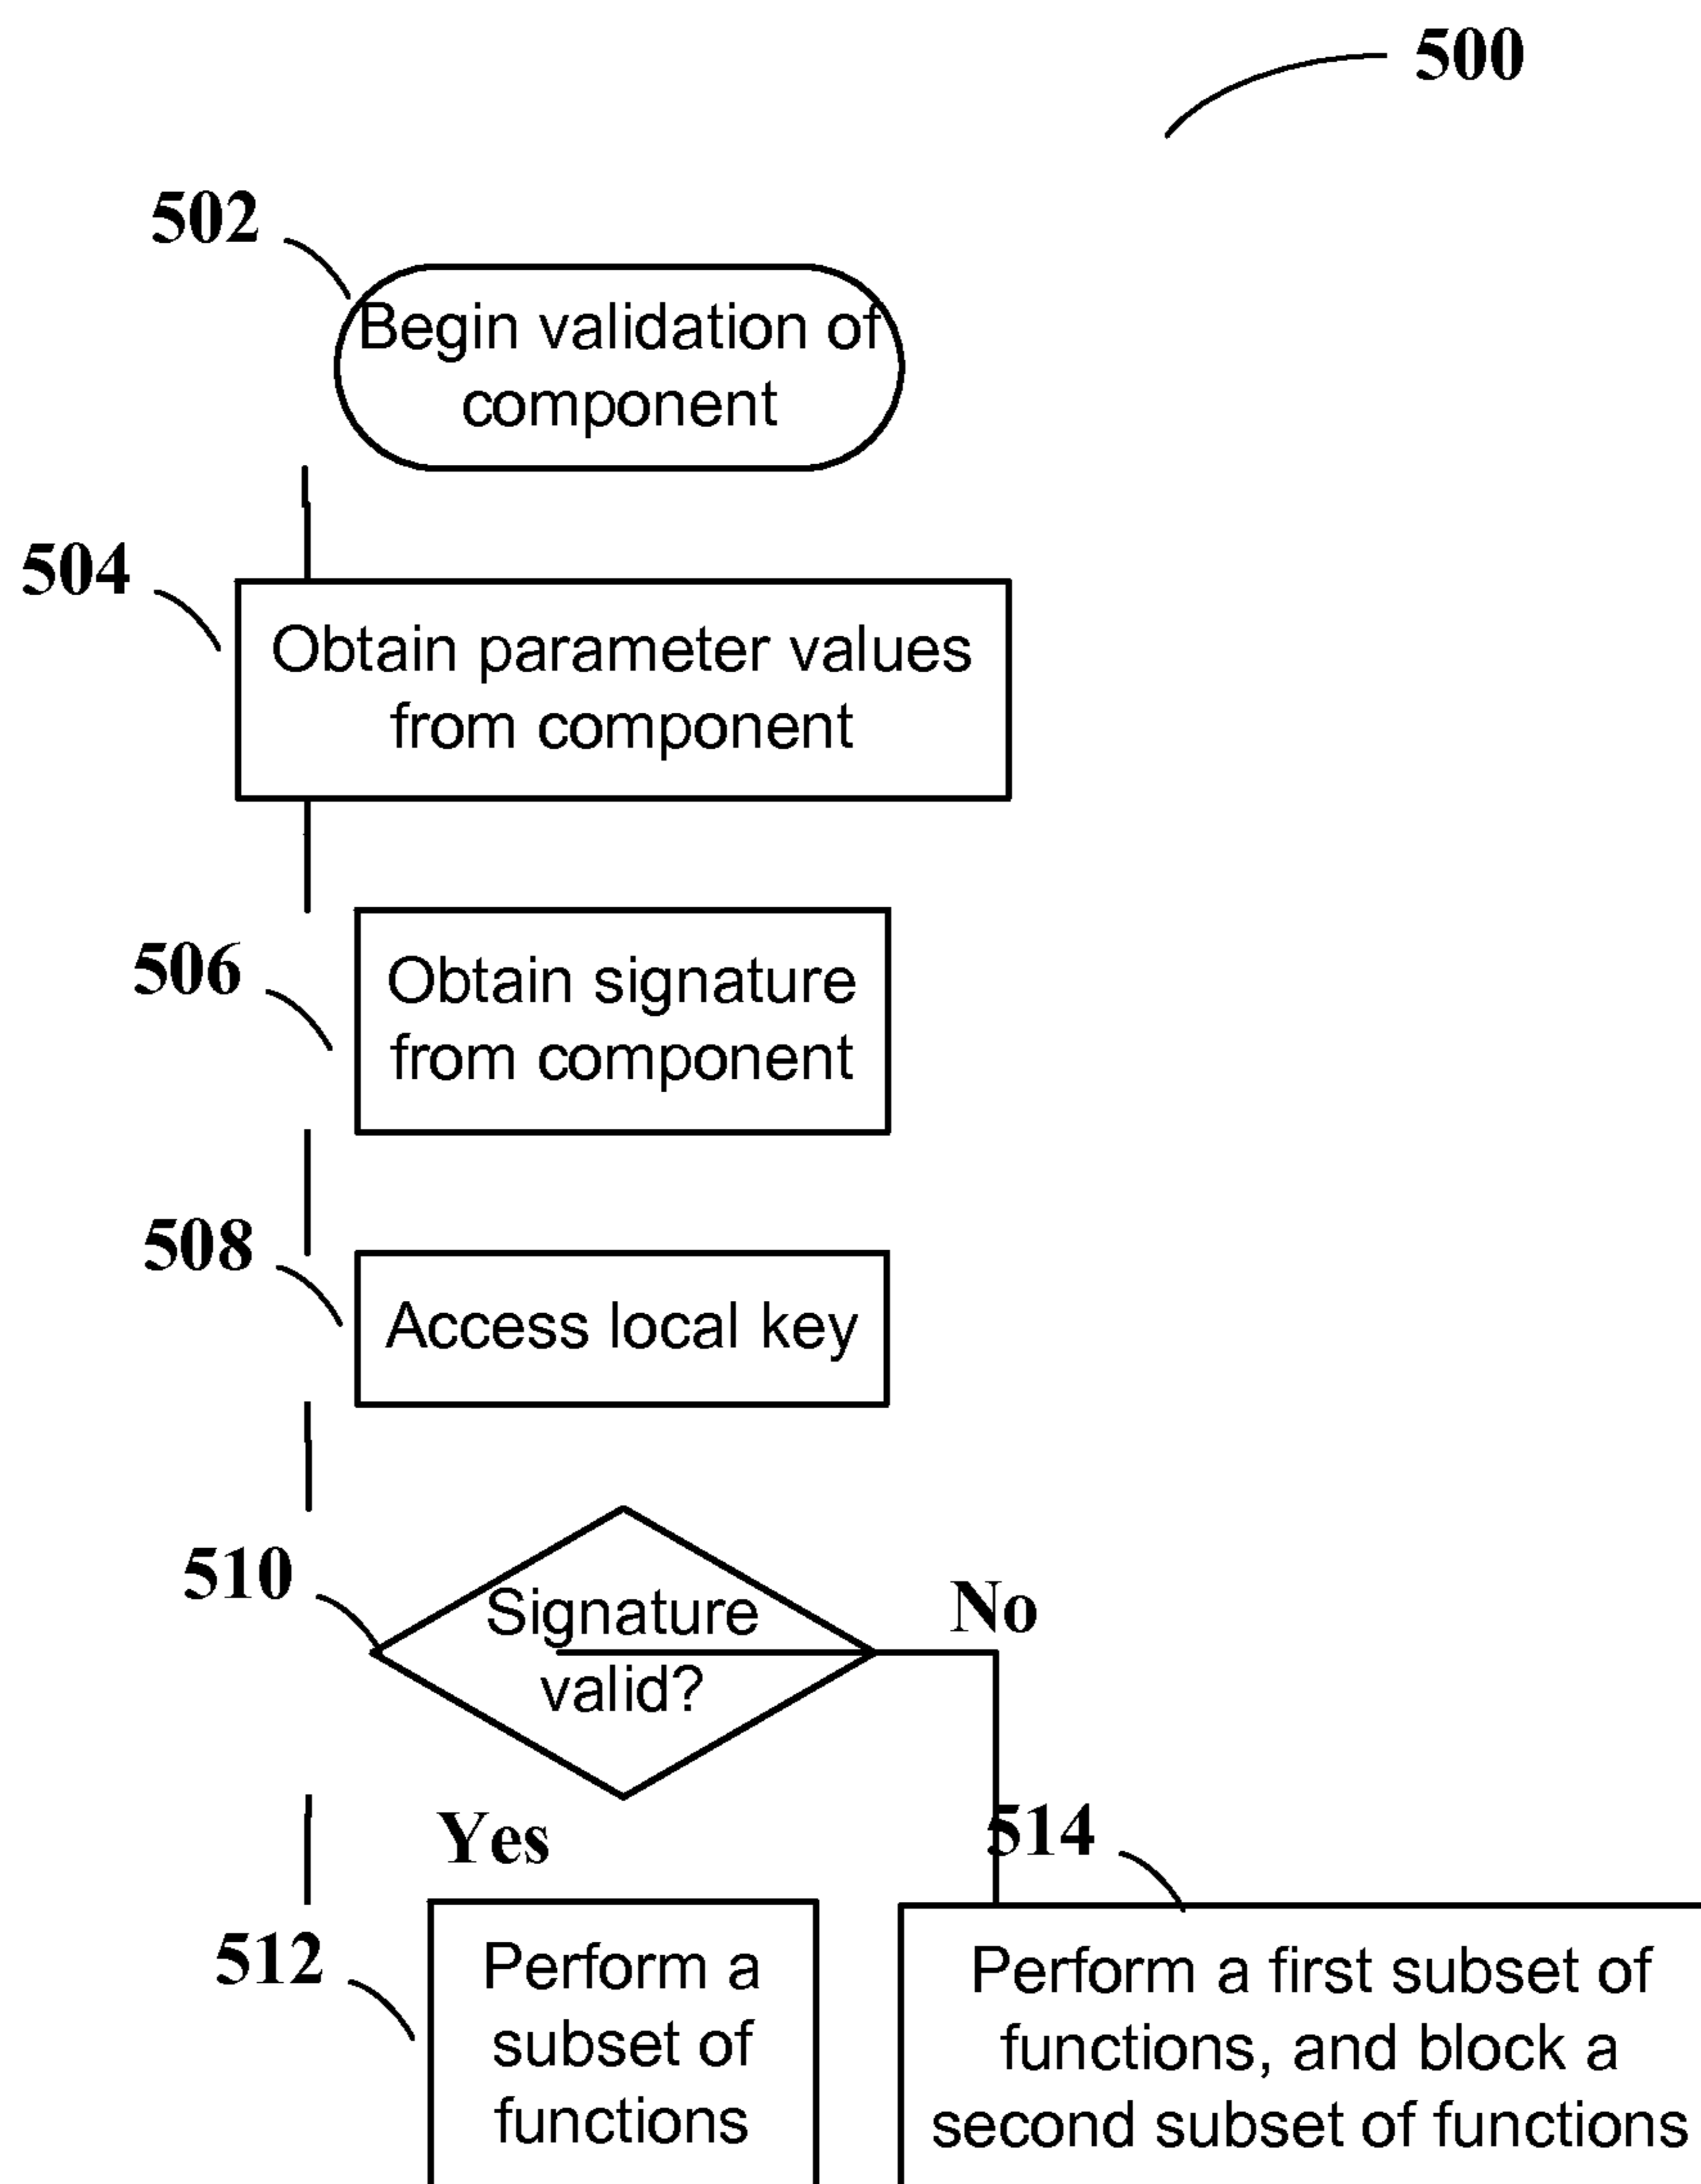 500
502
Begin validation of
component
504
Obtain parameter values
from component
506
Obtain signature
from component
508
Access local key
510
Signature
valid?
No
Yes
514
512
Perform a
subset of
functions
Perform a first subset of
functions, and block a
second subset of functions